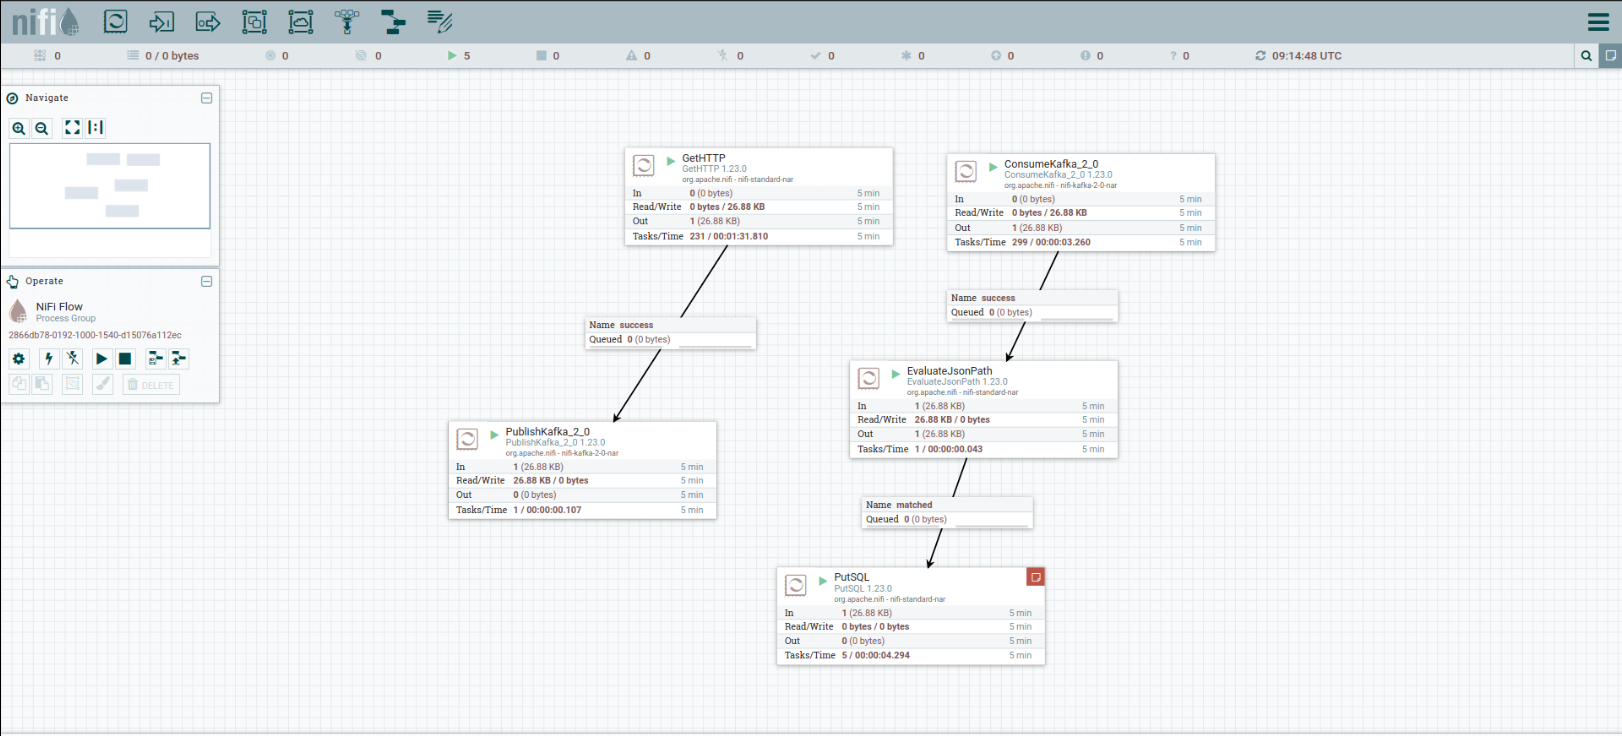 nifi
0 0 / 0 bytes 0 0 5 0 0 0 0 0 0 0 ? 0 09:14:48 UTC
Navigate
Operate
NiFi Flow
Process Group
2866db78-0192-1000-1540-d15076a112ec
DELETE
GetHTTP
GetHTTP 1.23.0
org.apache.nifi - nifi-standard-nar
In 0 (0 bytes) 5 min
Read/Write 0 bytes / 26.88 KB 5 min
Out 1 (26.88 KB) 5 min
Tasks/Time 231 / 00:01:31.810 5 min
ConsumeKafka_2_0
ConsumeKafka_2_0 1.23.0
org.apache.nifi - nifi-kafka-2-0-nar
In 0 (0 bytes) 5 min
Read/Write 0 bytes / 26.88 KB 5 min
Out 1 (26.88 KB) 5 min
Tasks/Time 299 / 00:00:03.260 5 min
Name success
Queued 0 (0 bytes)
Name success
Queued 0 (0 bytes)
EvaluateJsonPath
EvaluateJsonPath 1.23.0
org.apache.nifi - nifi-standard-nar
In 1 (26.88 KB) 5 min
Read/Write 26.88 KB / 0 bytes 5 min
Out 1 (26.88 KB) 5 min
Tasks/Time 1 / 00:00:00.043 5 min
PublishKafka_2_0
PublishKafka_2_0 1.23.0
org.apache.nifi - nifi-kafka-2-0-nar
In 1 (26.88 KB) 5 min
Read/Write 26.88 KB / 0 bytes 5 min
Out 0 (0 bytes) 5 min
Tasks/Time 1 / 00:00:00.107 5 min
Name matched
Queued 0 (0 bytes)
PutSQL
PutSQL 1.23.0
org.apache.nifi - nifi-standard-nar
In 1 (26.88 KB) 5 min
Read/Write 0 bytes / 0 bytes 5 min
Out 0 (0 bytes) 5 min
Tasks/Time 5 / 00:00:04.294 5 min